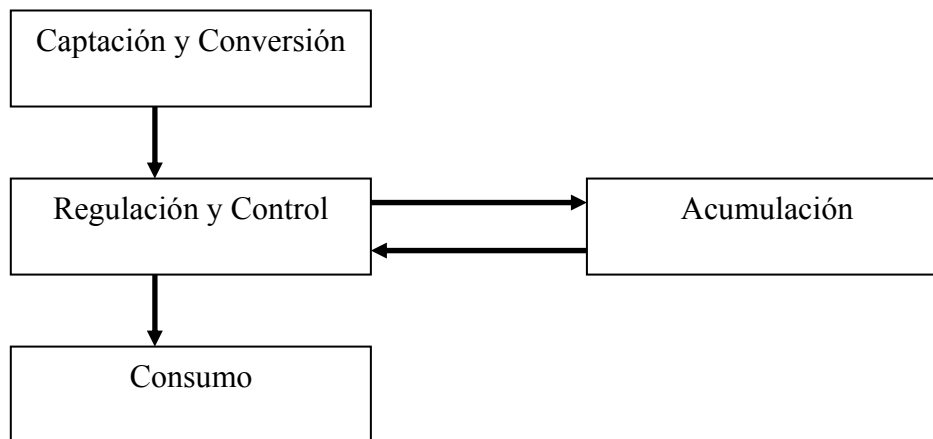 Captación y Conversión
Regulación y Control
Acumulación
Consumo